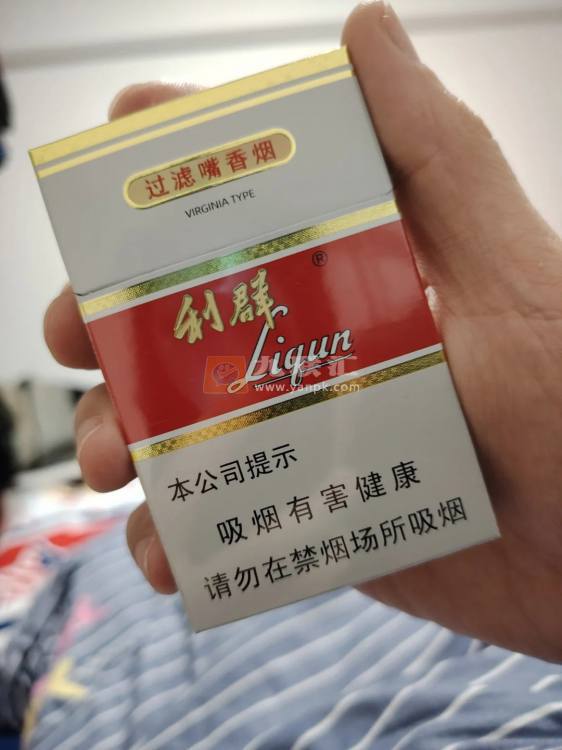 过滤嘴香烟
VIRGINIA TYPE
利群
®
Liqun
www.yanpk.com
本公司提示
吸烟有害健康
请勿在禁烟场所吸烟